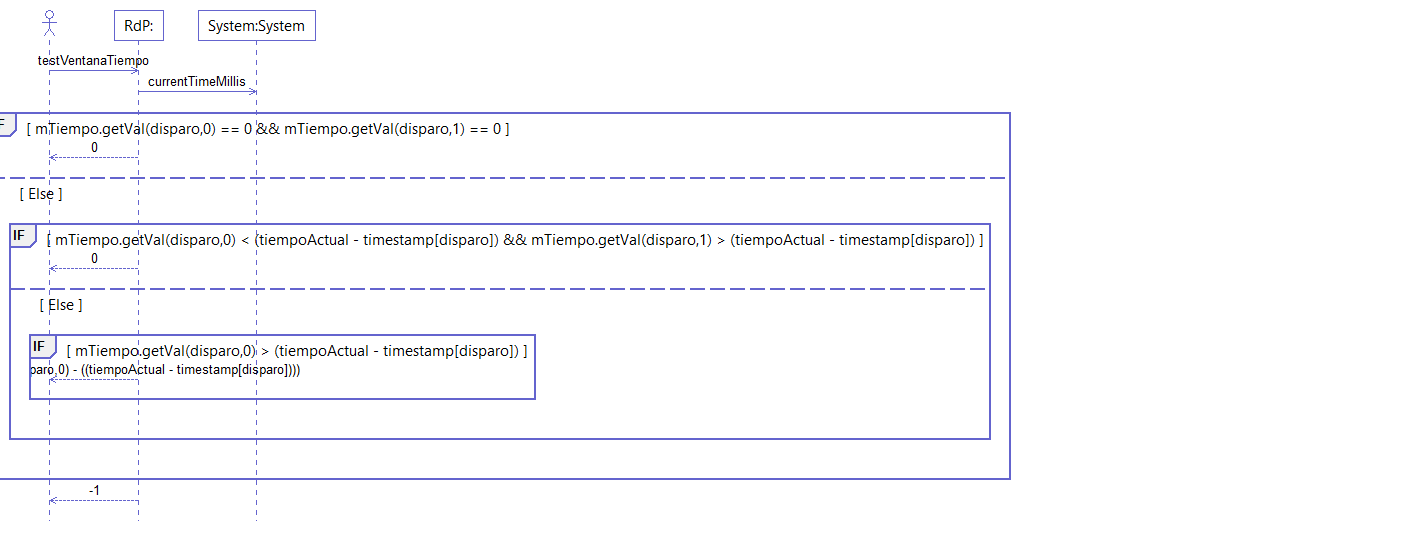 RdP: System:System
testVentanaTiempo
currentTimeMillis
[ mTiempo.getVal(disparo,0) == 0 && mTiempo.getVal(disparo,1) == 0 ]
0
[ Else ]
IF [ mTiempo.getVal(disparo,0) < (tiempoActual - timestamp[disparo]) && mTiempo.getVal(disparo,1) > (tiempoActual - timestamp[disparo]) ]
0
[ Else ]
IF [ mTiempo.getVal(disparo,0) > (tiempoActual - timestamp[disparo]) ]
paro,0) - ((tiempoActual - timestamp[disparo])))
-1